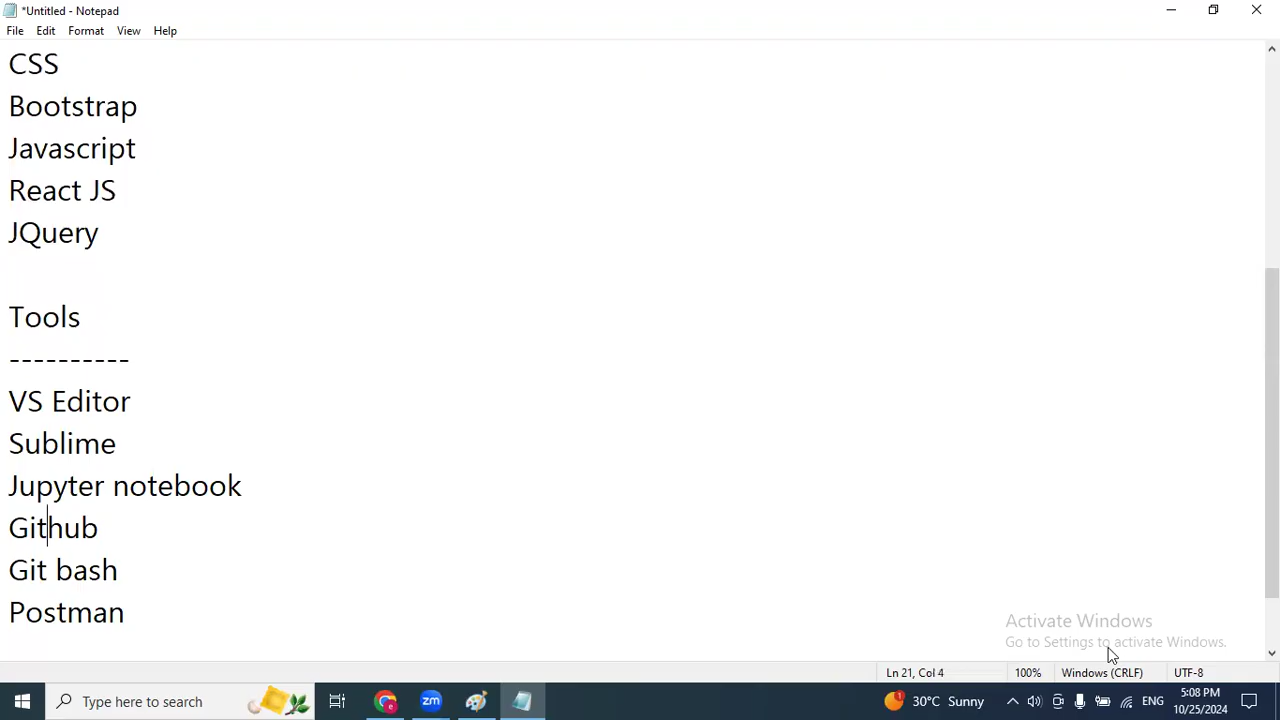 *Untitled - Notepad
File Edit Format View Help
CSS
Bootstrap
Javascript
React JS
JQuery
Tools
----------
VS Editor
Sublime
Jupyter notebook
Github
Git bash
Postman
Activate Windows
Go to Settings to activate Windows.
Ln 21, Col 4 100% Windows (CRLF) UTF-8
Type here to search
zm
30°C Sunny
ENG
5:08 PM
10/25/2024